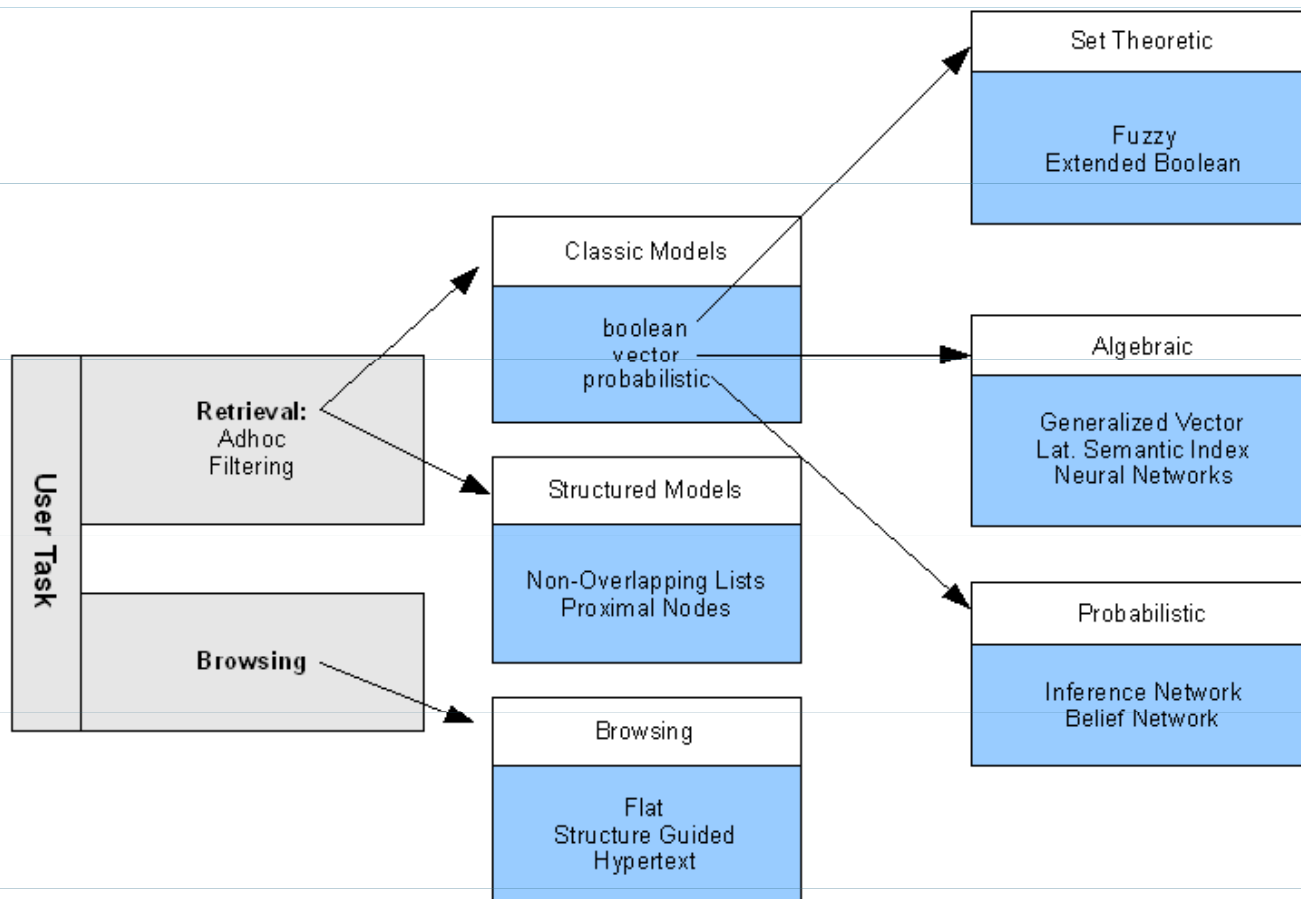 User Task
Retrieval:
Adhoc
Filtering
Browsing
Classic Models
boolean
vector
probabilistic
Structured Models
Non-Overlapping Lists
Proximal Nodes
Browsing
Flat
Structure Guided
Hypertext
Set Theoretic
Fuzzy
Extended Boolean
Algebraic
Generalized Vector
Lat. Semantic Index
Neural Networks
Probabilistic
Inference Network
Belief Network